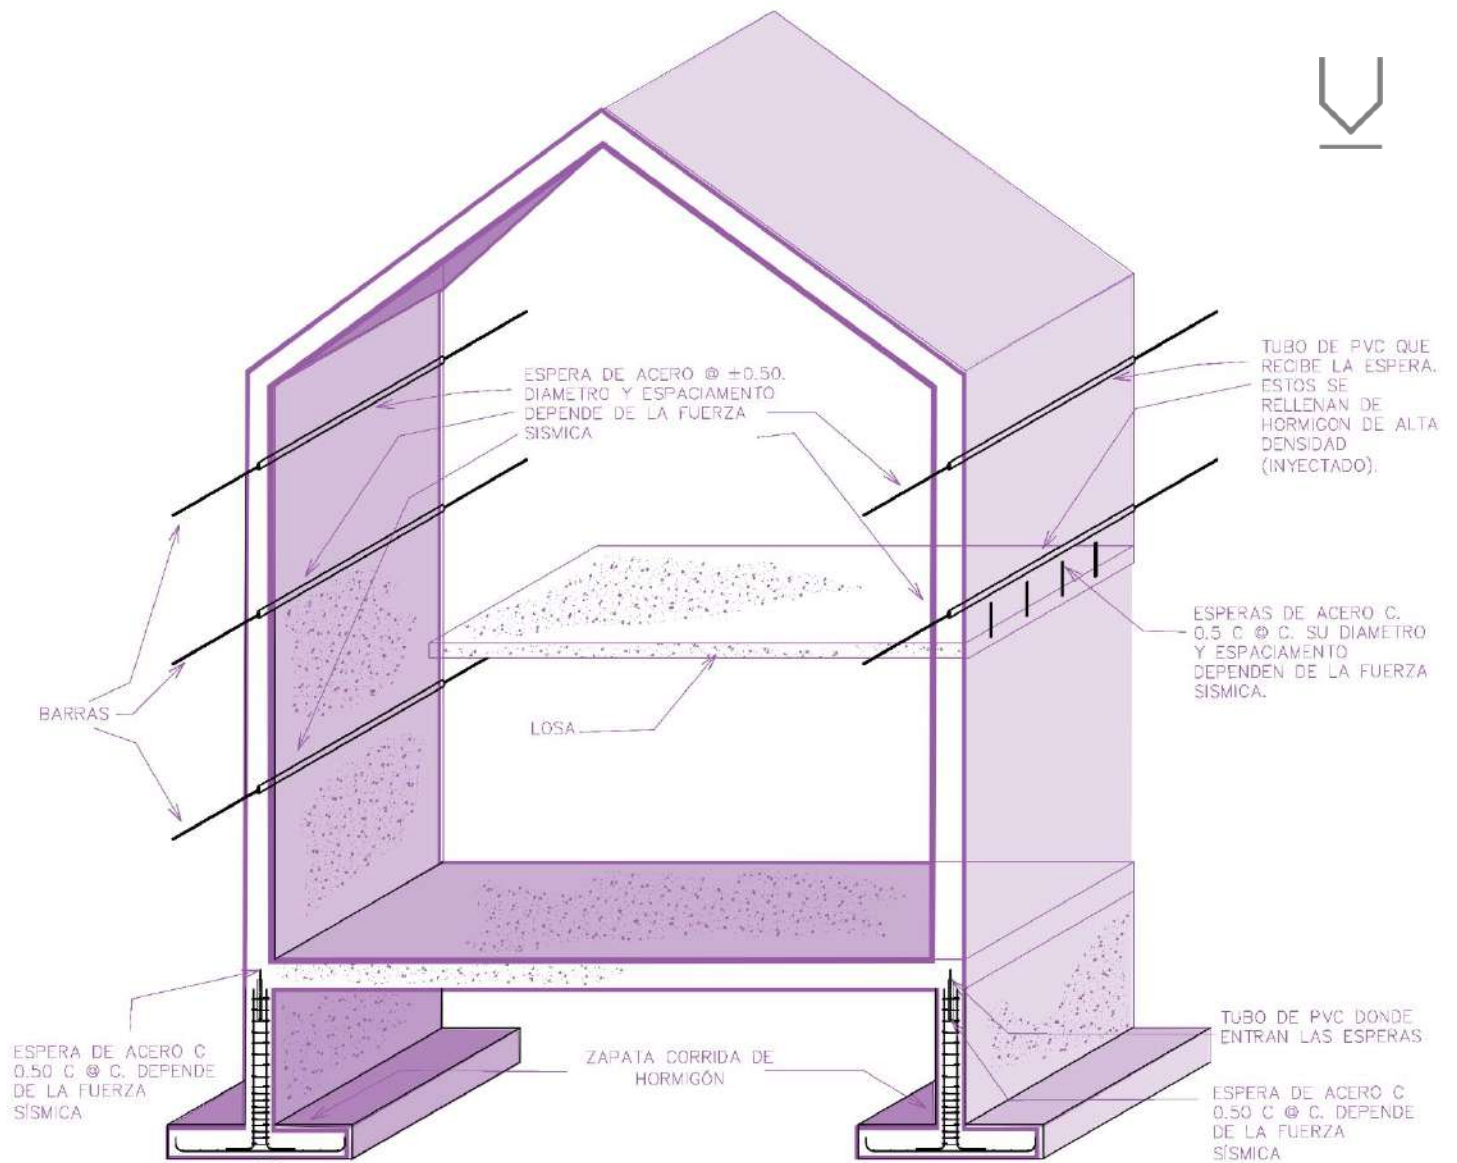 TUBO DE PVC QUE
RECIBE LA ESPERA.
ESTOS SE
RELLENAN DE
HORMIGON DE ALTA
DENSIDAD
(INYECTADO).
ESPERA DE ACERO @ ±0.50.
DIAMETRO Y ESPACIAMENTO
DEPENDE DE LA FUERZA
SISMICA
ESPERAS DE ACERO C.
0.5 C @ C. SU DIAMETRO
Y ESPACIAMENTO
DEPENDEN DE LA FUERZA
SISMICA.
BARRAS
LOSA
TUBO DE PVC DONDE
ENTRAN LAS ESPERAS
ESPERA DE ACERO C
0.50 C @ C. DEPENDE
DE LA FUERZA
SÍSMICA
ZAPATA CORRIDA DE
HORMIGÓN
ESPERA DE ACERO C
0.50 C @ C. DEPENDE
DE LA FUERZA
SÍSMICA